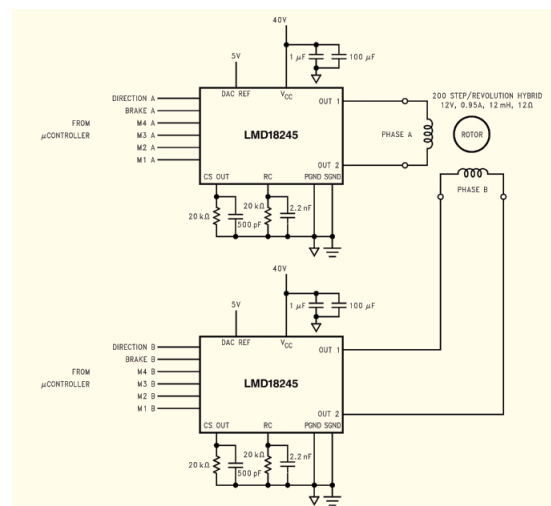 40V
5V
1 μF
100 μF
DAC REF
VCC
DIRECTION A
BRAKE A
M4 A
M3 A
M2 A
M1 A
FROM
μCONTROLLER
LMD18245
OUT 1
OUT 2
CS OUT
RC
PGND
SGND
20 kΩ
500 pF
20 kΩ
2.2 nF
200 STEP/REVOLUTION HYBRID
12V, 0.95A, 12 mH, 12Ω
PHASE A
ROTOR
PHASE B
40V
5V
1 μF
100 μF
DAC REF
VCC
DIRECTION B
BRAKE B
M4 B
M3 B
M2 B
M1 B
FROM
μCONTROLLER
LMD18245
OUT 1
OUT 2
CS OUT
RC
PGND
SGND
20 kΩ
500 pF
20 kΩ
2.2 nF